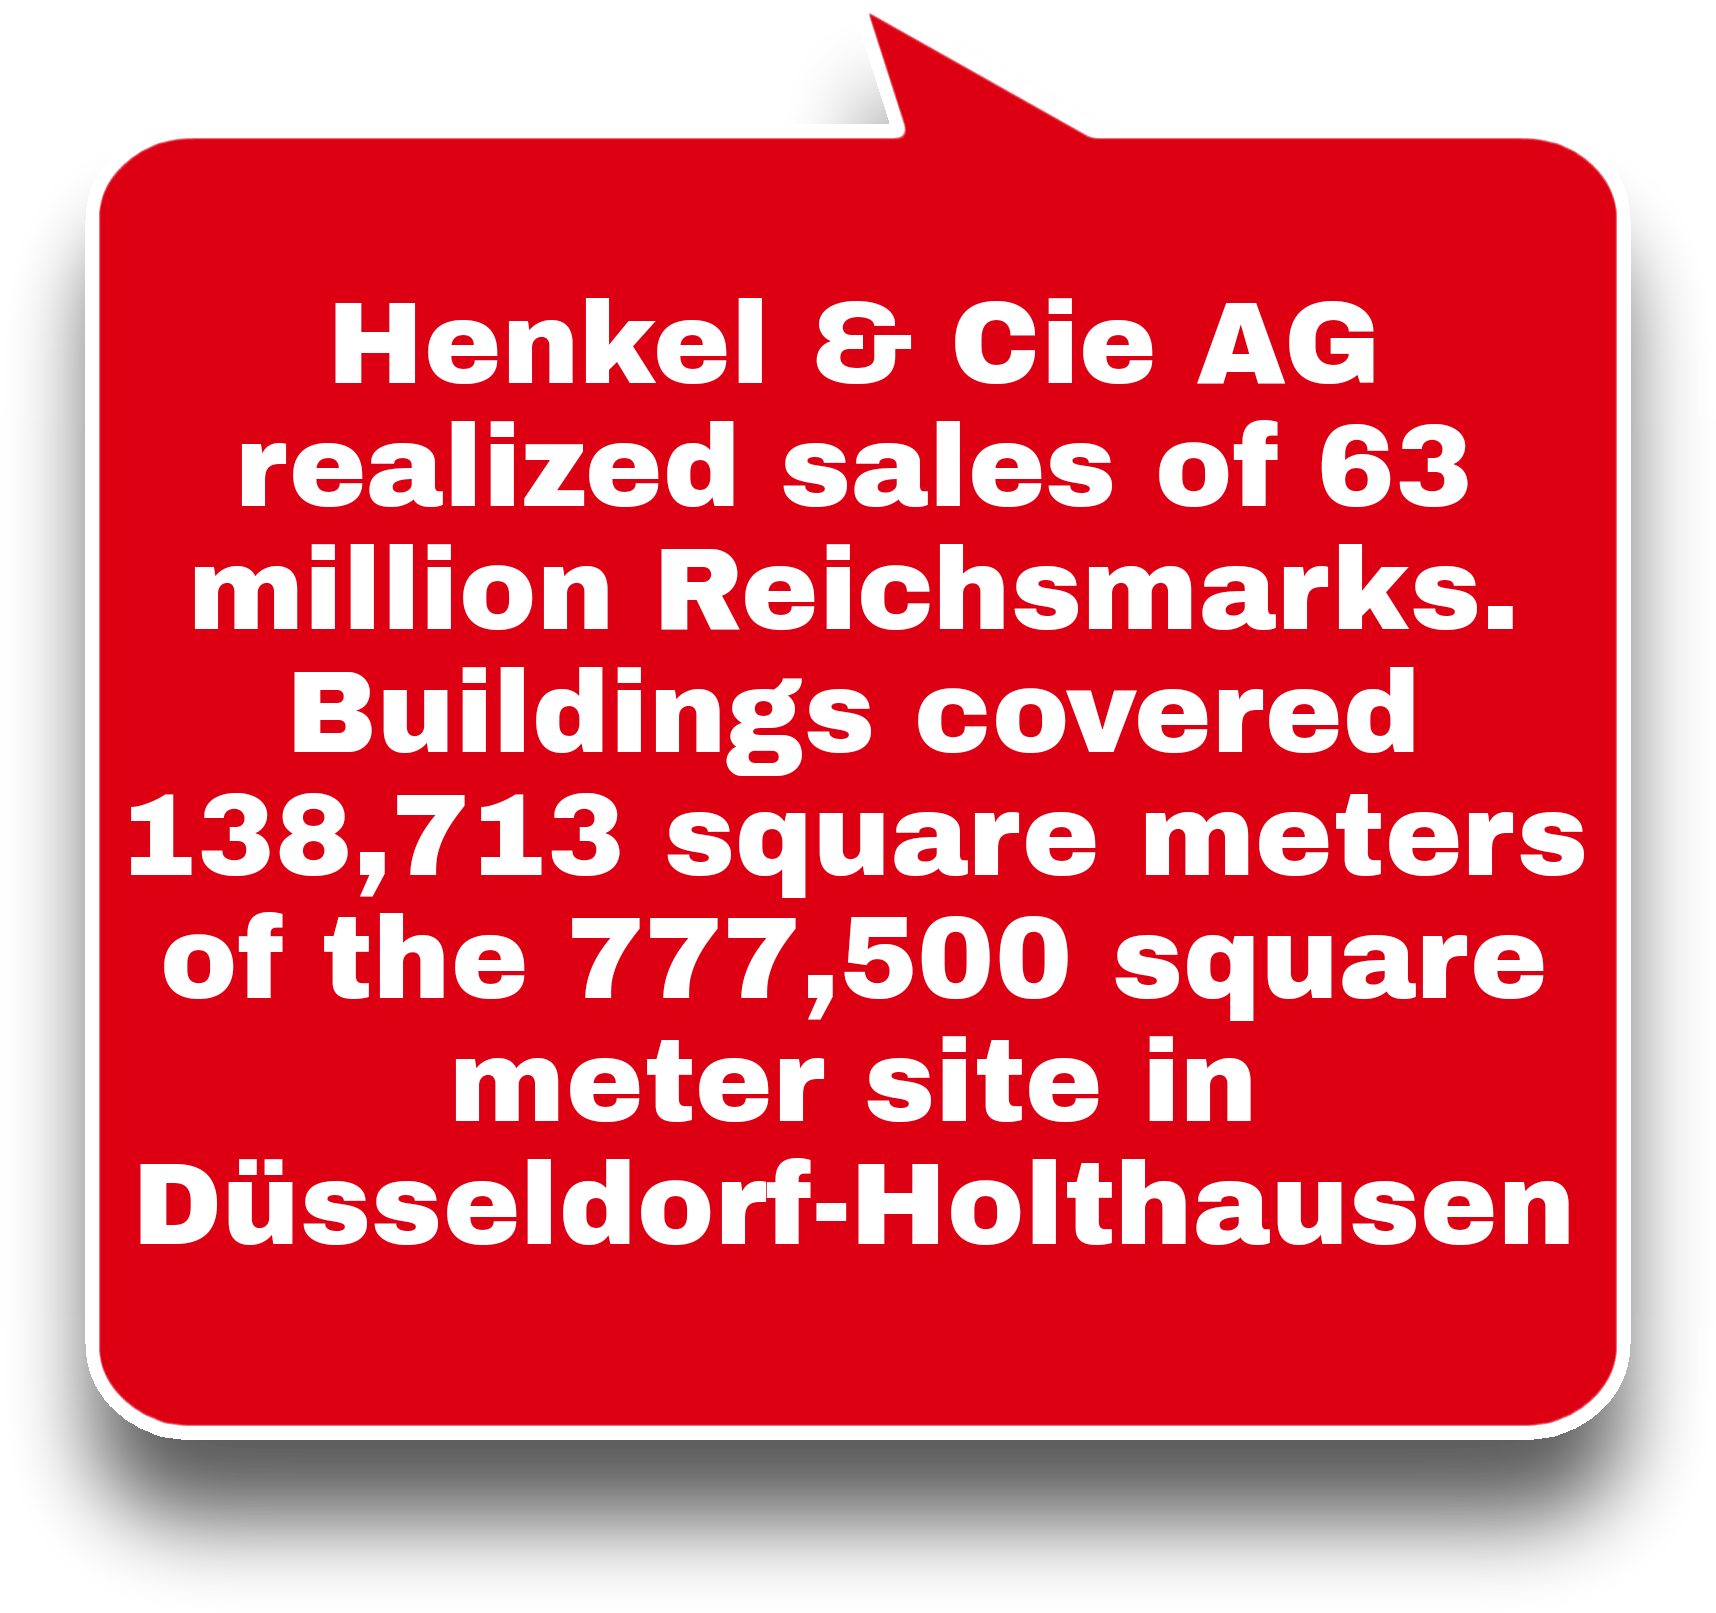 Henkel & Cie AG
realized sales of 63
million Reichsmarks.
Buildings covered
138,713 square meters
of the 777,500 square
meter site in
Düsseldorf-Holthausen